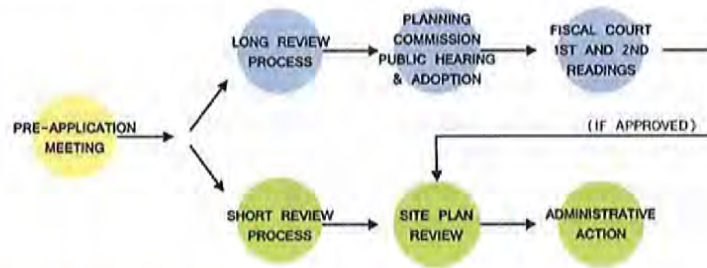 LONG REVIEW
PROCESS
PLANNING
COMMISSION
PUBLIC HEARING
& ADOPTION
FISCAL COURT
1ST AND 2ND
READINGS
PRE-APPLICATION
MEETING
(IF APPROVED)
SHORT REVIEW
PROCESS
SITE PLAN
REVIEW
ADMINISTRATIVE
ACTION